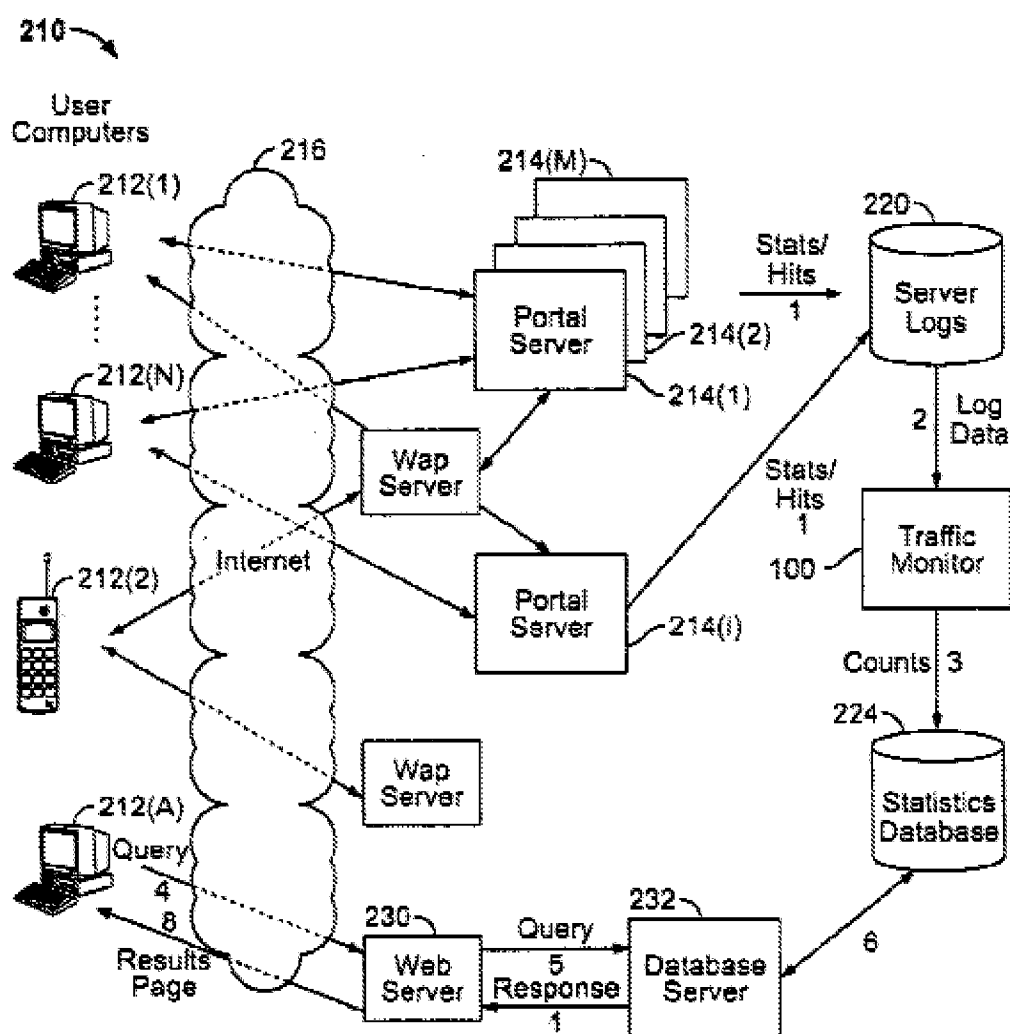 210
User
Computers
216
212(1)
214(M)
220
Stats/
Hits
1
Server
Logs
Portal
Server
214(2)
214(1)
212(N)
2
Log
Data
Wap
Server
Stats/
Hits
1
Internet
Traffic
Monitor
100
212(2)
Portal
Server
214(i)
Counts 3
224
Wap
Server
Statistics
Database
212(A)
Query
4
8
Results
Page
230
Web
Server
Query
5
Response
1
232
Database
Server
6